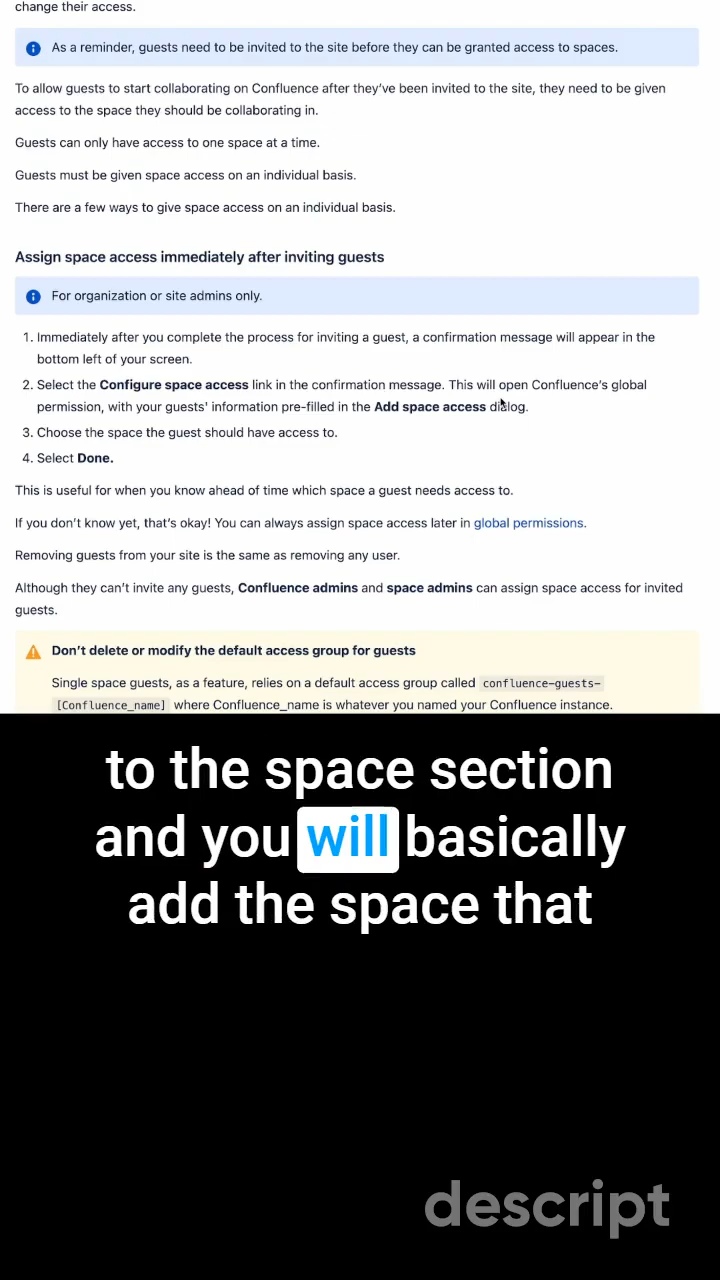 change their access.
As a reminder, guests need to be invited to the site before they can be granted access to spaces.
To allow guests to start collaborating on Confluence after they’ve been invited to the site, they need to be given
access to the space they should be collaborating in.
Guests can only have access to one space at a time.
Guests must be given space access on an individual basis.
There are a few ways to give space access on an individual basis.
Assign space access immediately after inviting guests
For organization or site admins only.
1. Immediately after you complete the process for inviting a guest, a confirmation message will appear in the
bottom left of your screen.
2. Select the Configure space access link in the confirmation message. This will open Confluence’s global
permission, with your guests' information pre-filled in the Add space access dialog.
3. Choose the space the guest should have access to.
4. Select Done.
This is useful for when you know ahead of time which space a guest needs access to.
If you don’t know yet, that’s okay! You can always assign space access later in global permissions.
Removing guests from your site is the same as removing any user.
Although they can’t invite any guests, Confluence admins and space admins can assign space access for invited
guests.
Don’t delete or modify the default access group for guests
Single space guests, as a feature, relies on a default access group called confluence-guests-
[Confluence_name] where Confluence_name is whatever you named your Confluence instance.
to the space section
and you will basically
add the space that
descript